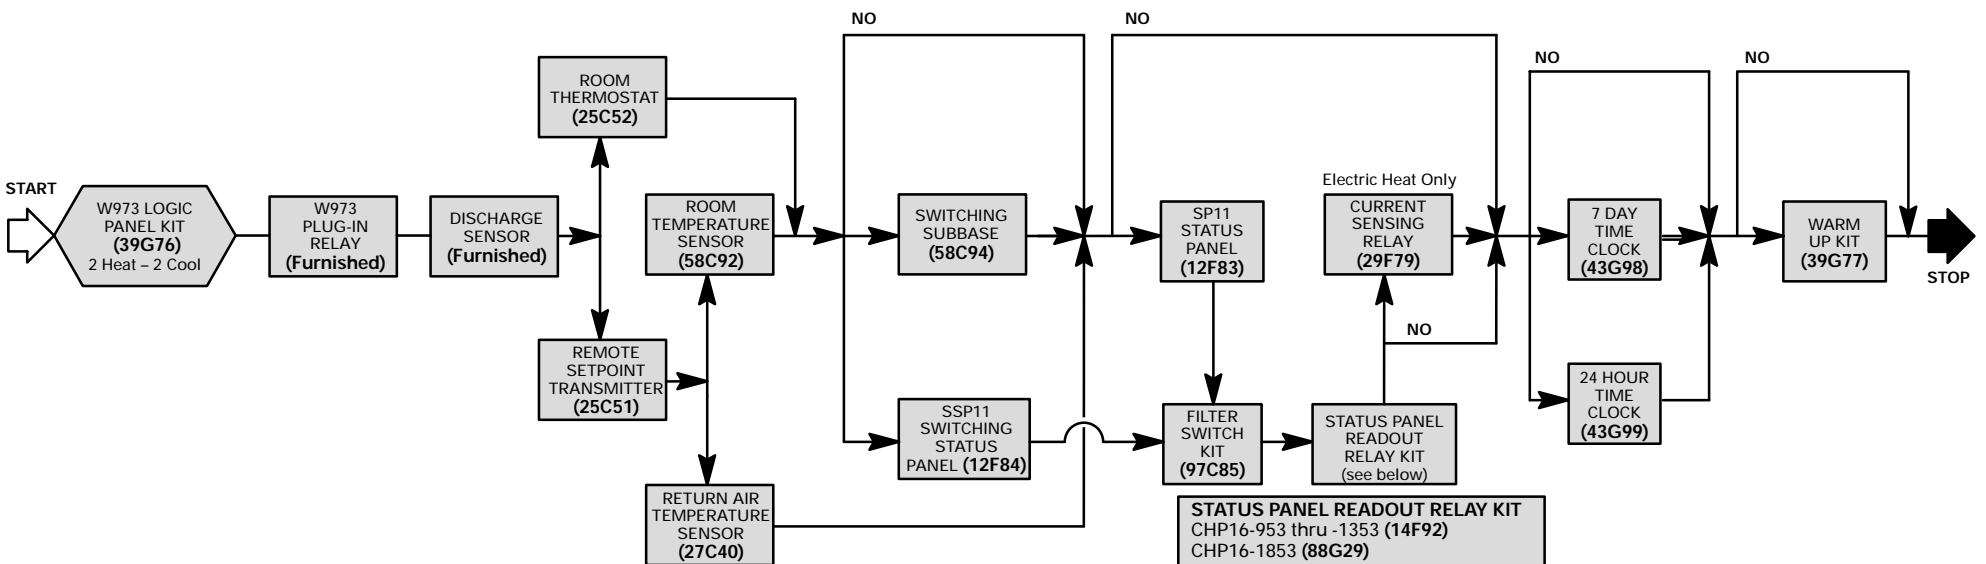 START
W973 LOGIC
PANEL KIT
(39G76)
2 Heat – 2 Cool
W973
PLUG-IN
RELAY
(Furnished)
DISCHARGE
SENSOR
(Furnished)
ROOM
THERMOSTAT
(25C52)
REMOTE
SETPOINT
TRANSMITTER
(25C51)
ROOM
TEMPERATURE
SENSOR
(58C92)
RETURN AIR
TEMPERATURE
SENSOR
(27C40)
NO
SWITCHING
SUBBASE
(58C94)
SSP11
SWITCHING
STATUS
PANEL (12F84)
NO
SP11
STATUS
PANEL
(12F83)
FILTER
SWITCH
KIT
(97C85)
Electric Heat Only
CURRENT
SENSING
RELAY
(29F79)
NO
STATUS PANEL
READOUT
RELAY KIT
(see below)
STATUS PANEL READOUT RELAY KIT
CHP16-953 thru -1353 (14F92)
CHP16-1853 (88G29)
NO
7 DAY
TIME
CLOCK
(43G98)
24 HOUR
TIME
CLOCK
(43G99)
NO
WARM
UP KIT
(39G77)
STOP